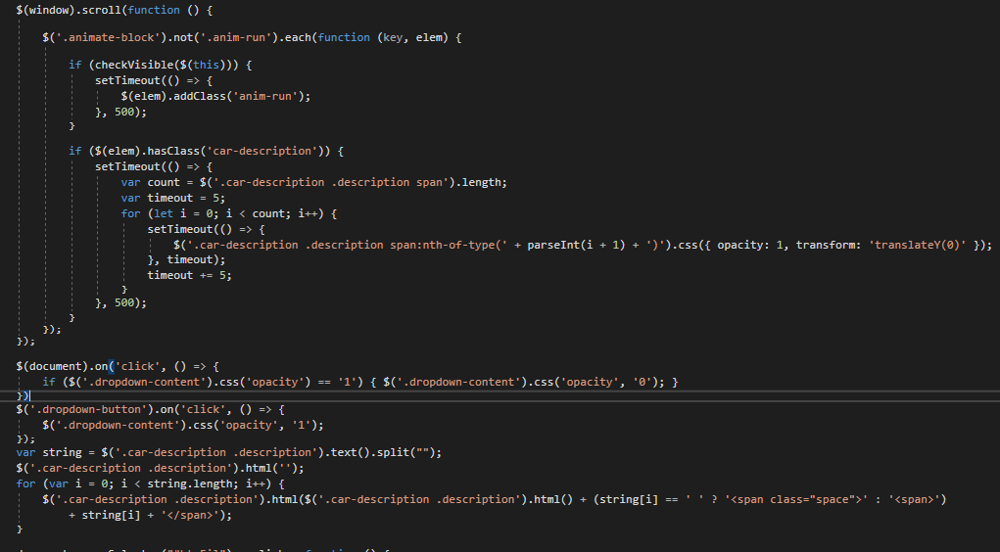 $(window).scroll(function () {
$('.animate-block').not('.anim-run').each(function (key, elem) {
if (checkVisible($(this))) {
setTimeout(() => {
$(elem).addClass('anim-run');
}, 500);
}
if ($(elem).hasClass('car-description')) {
setTimeout(() => {
var count = $('.car-description .description span').length;
var timeout = 5;
for (let i = 0; i < count; i++) {
setTimeout(() => {
$('.car-description .description span:nth-of-type(' + parseInt(i + 1) + ')').css({ opacity: 1, transform: 'translateY(0)' });
}, timeout);
timeout += 5;
}
}, 500);
}
});
});
$(document).on('click', () => {
if ($('.dropdown-content').css('opacity') == '1') { $('.dropdown-content').css('opacity', '0'); }
})
$('.dropdown-button').on('click', () => {
$('.dropdown-content').css('opacity', '1');
});
var string = $('.car-description .description').text().split("");
$('.car-description .description').html('');
for (var i = 0; i < string.length; i++) {
$('.car-description .description').html($('.car-description .description').html() + (string[i] == ' ' ? '<span class="space">' : '<span>')
+ string[i] + '</span>');
}